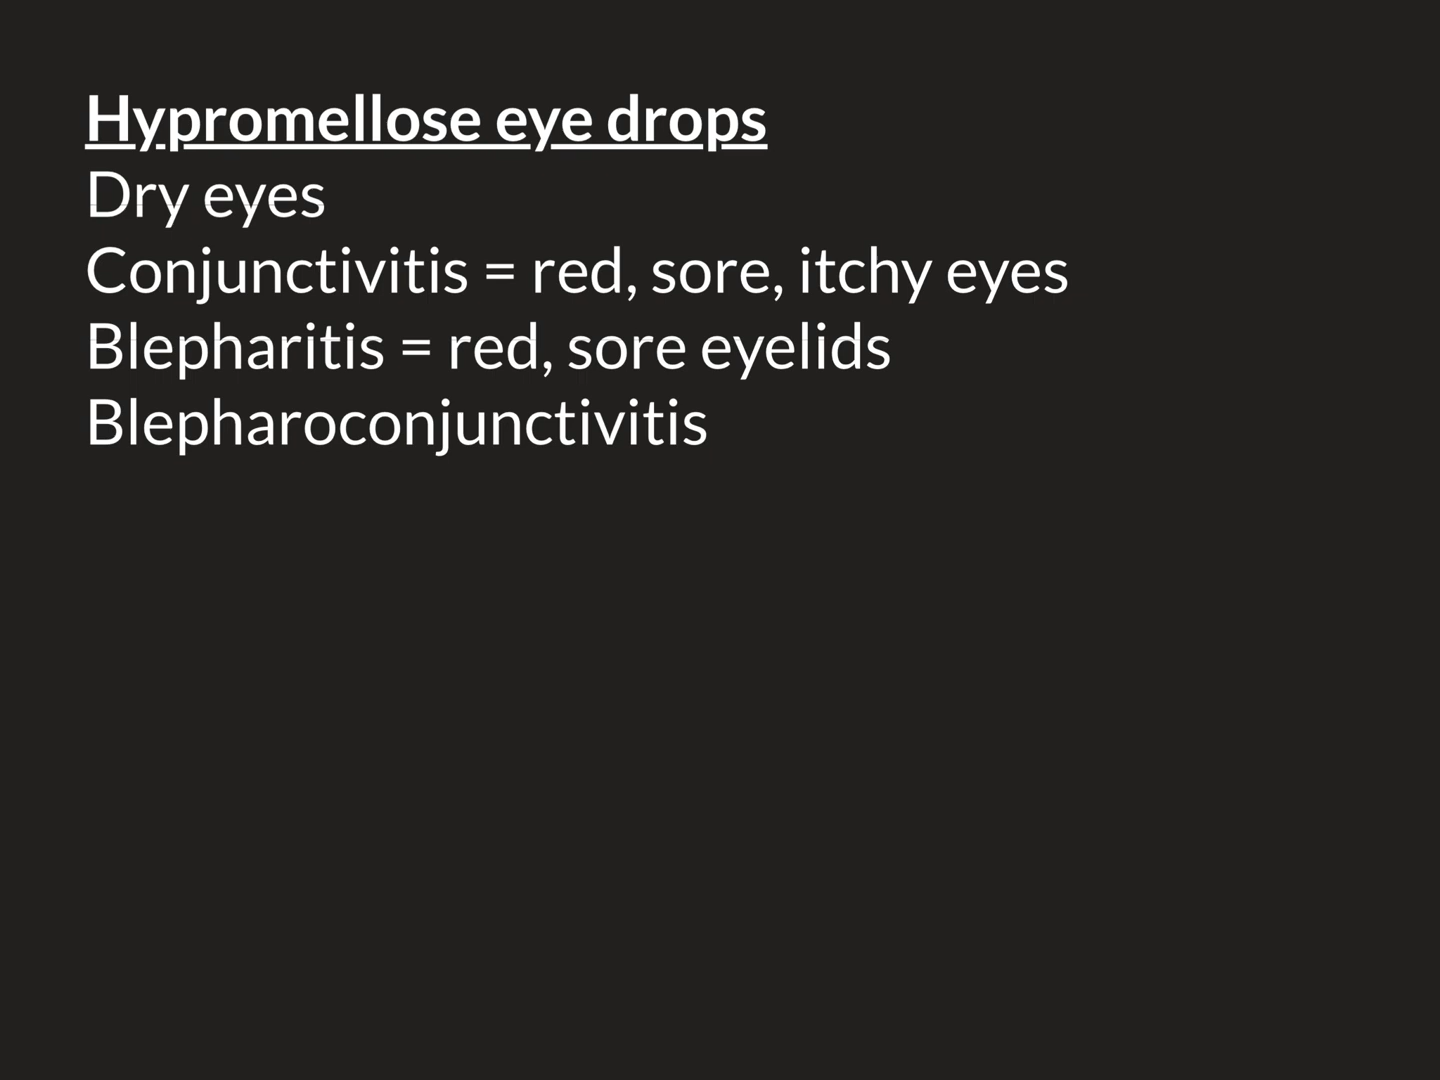 Hypromellose eye drops
Dry eyes
Conjunctivitis = red, sore, itchy eyes
Blepharitis = red, sore eyelids
Blepharoconjunctivitis